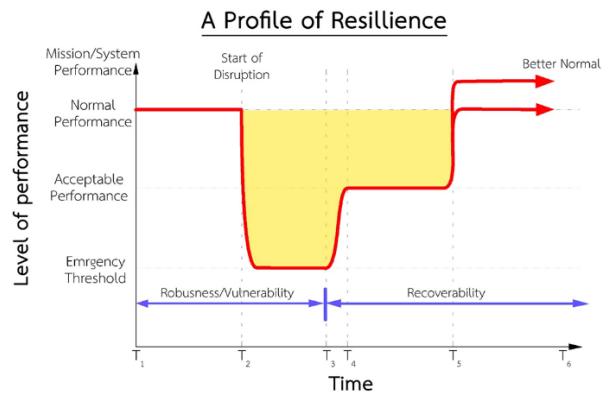 A Profile of Resillience
Mission/System
Performance
Start of
Disruption
Better Normal
Normal
Performance
Acceptable
Performance
Emrgency
Threshold
Level of performance
Robusness/Vulnerability
Recoverability
T1
T2
T3
T4
T5
T6
Time